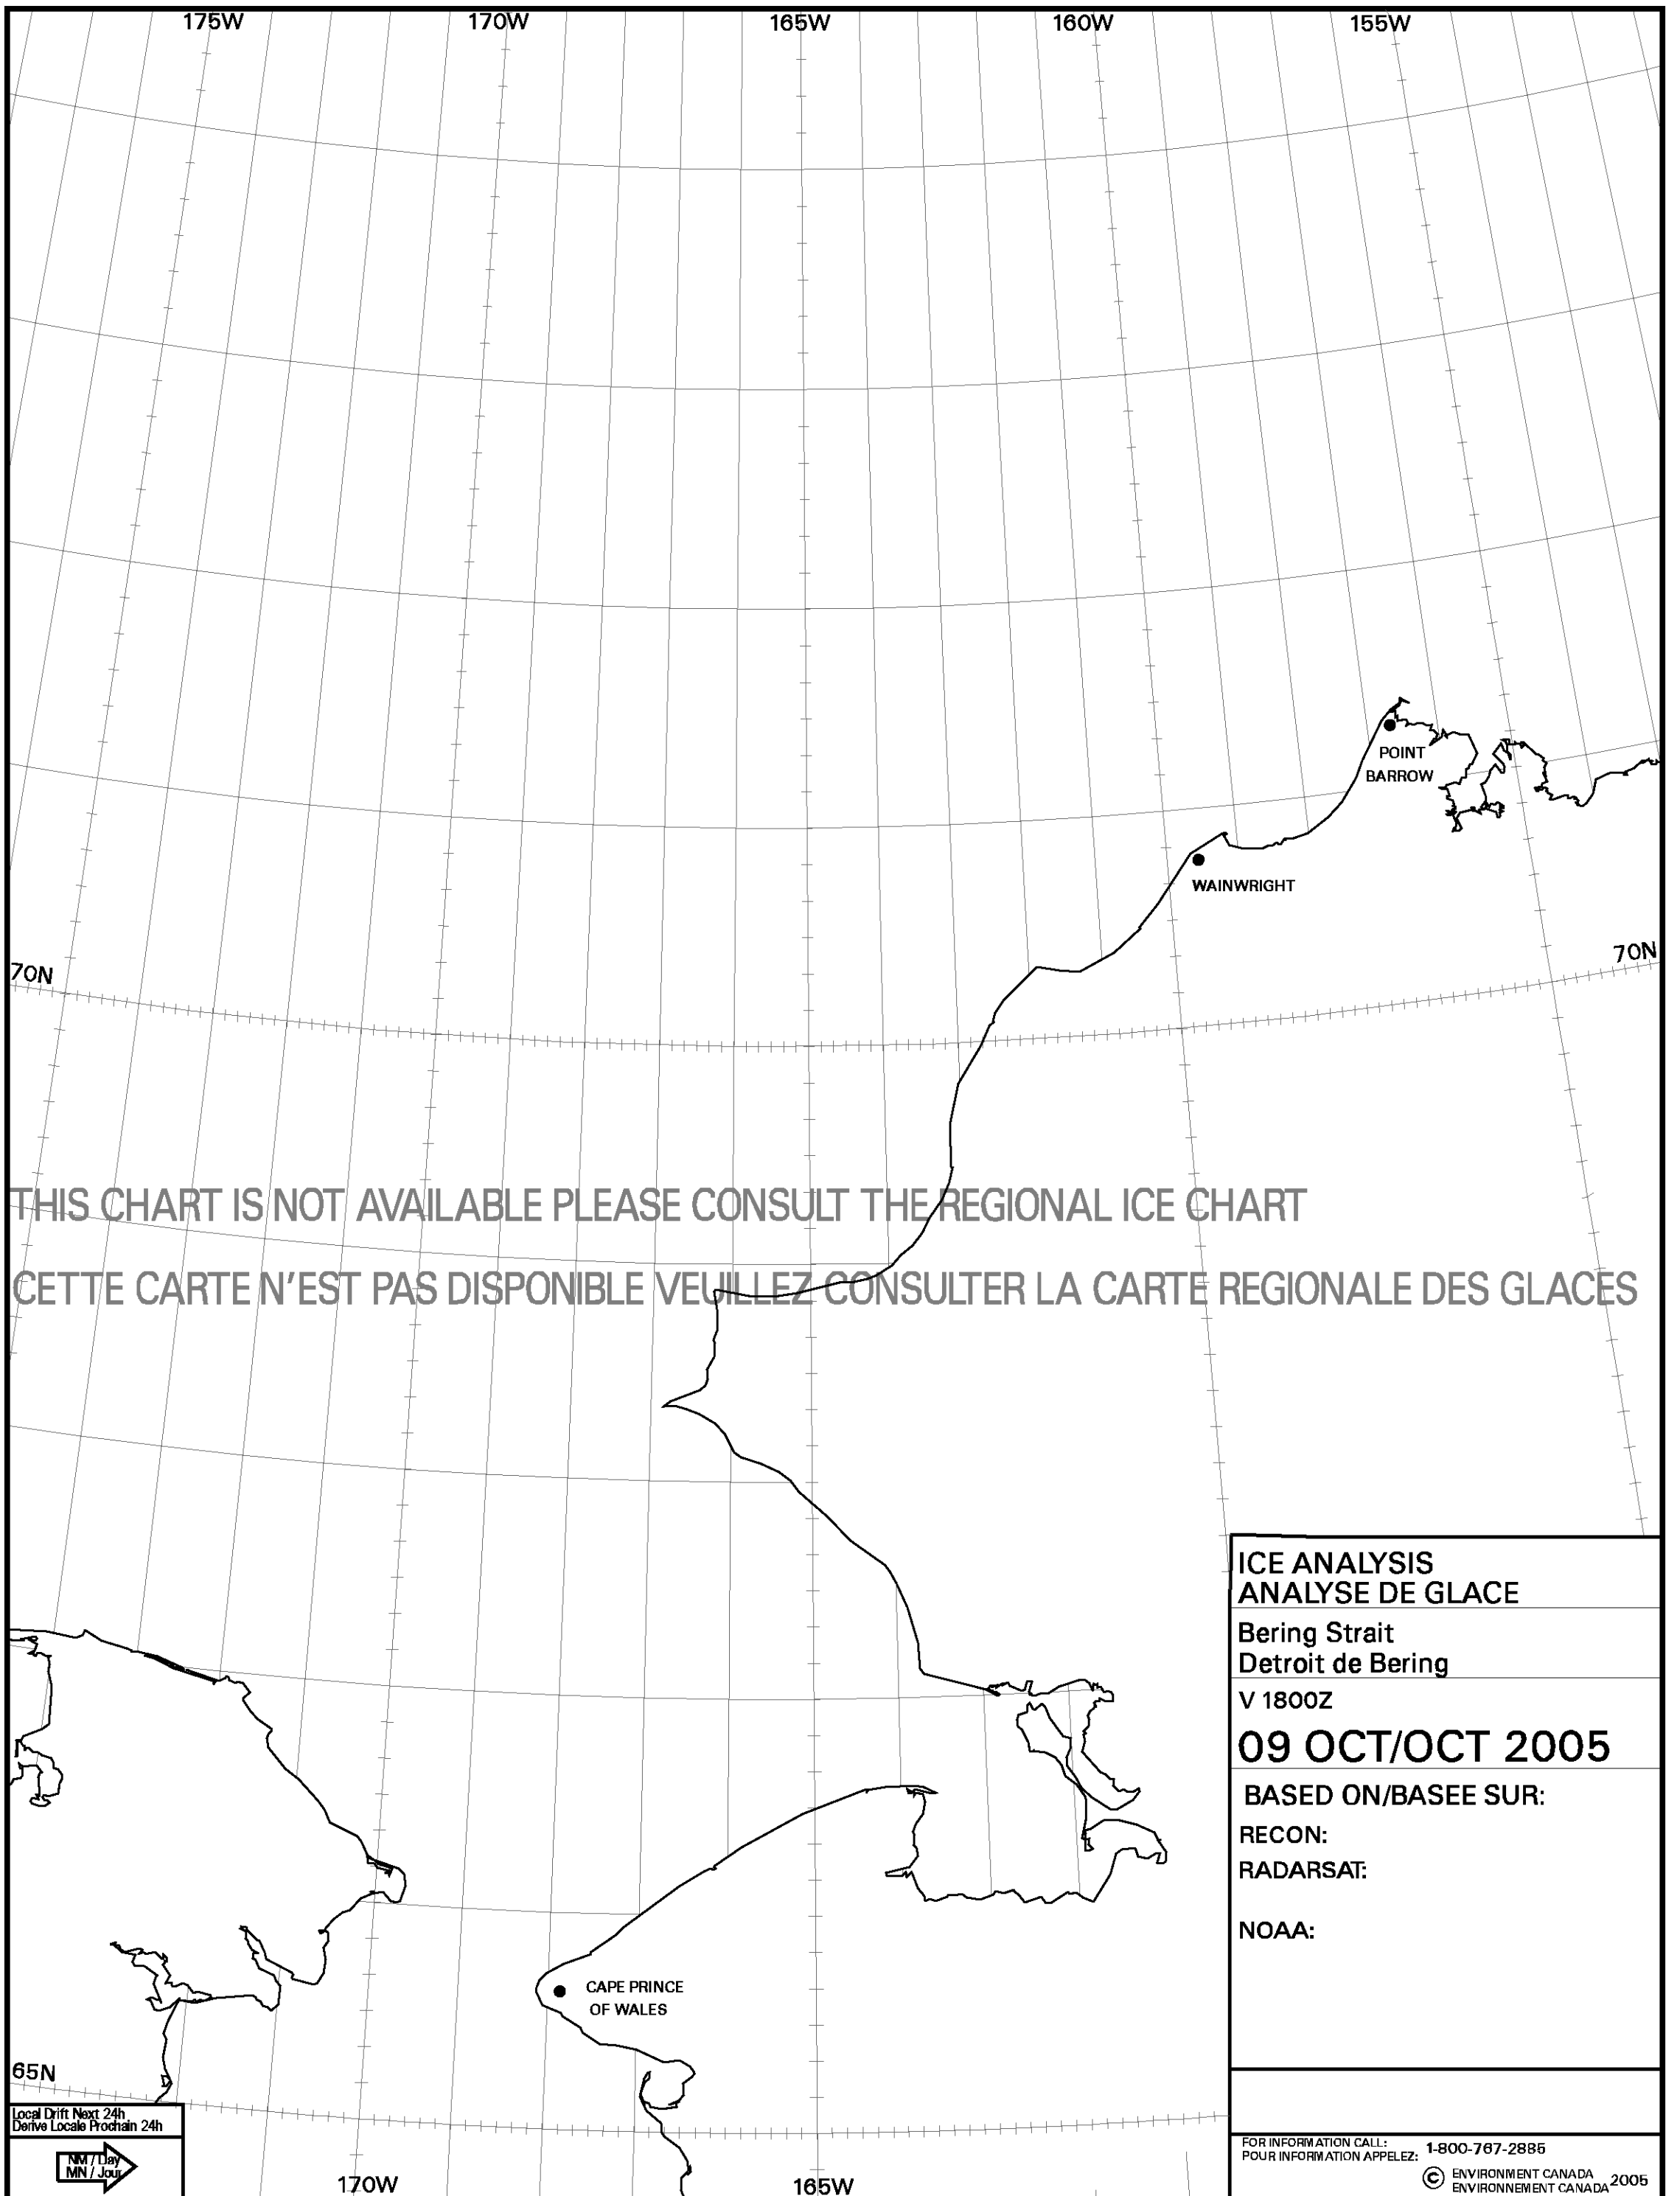 175W 170W 165W 160W 155W
POINT
BARROW
WAINWRIGHT
70N 70N
THIS CHART IS NOT AVAILABLE PLEASE CONSULT THE REGIONAL ICE CHART
CETTE CARTE N'EST PAS DISPONIBLE VEUILLEZ CONSULTER LA CARTE REGIONALE DES GLACES
ICE ANALYSIS
ANALYSE DE GLACE
Bering Strait
Detroit de Bering
V 1800Z
09 OCT/OCT 2005
BASED ON/BASEE SUR:
RECON:
RADARSAT:
NOAA:
CAPE PRINCE
OF WALES
65N
Local Drift Next 24h
Derive Locale Prochain 24h
NM / Day
MN / Jour
170W 165W
FOR INFORMATION CALL:
POUR INFORMATION APPELEZ: 1-800-767-2885
© ENVIRONMENT CANADA
ENVIRONNEMENT CANADA 2005